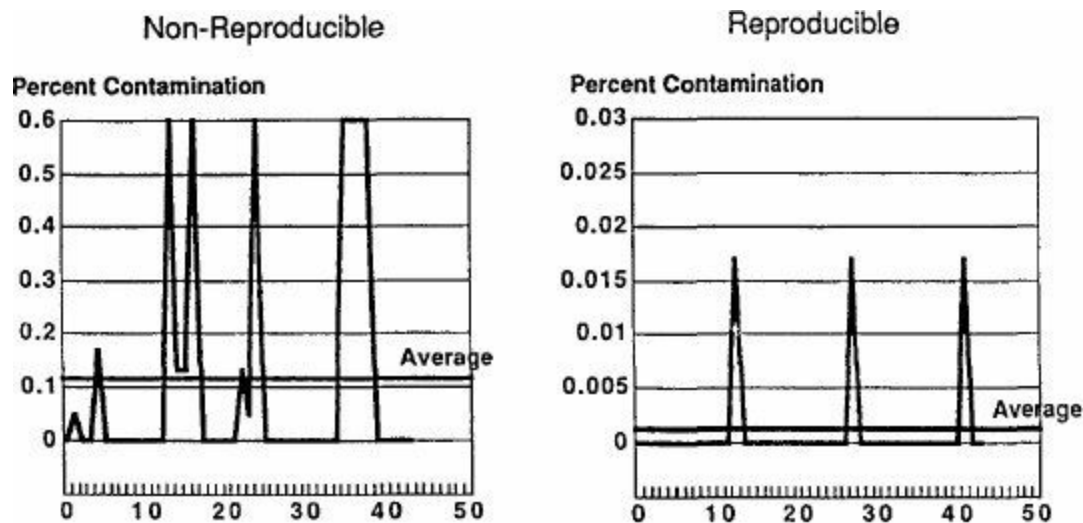 Non-Reproducible
Percent Contamination
0.6
0.5
0.4
0.3
0.2
0.1
0
Average
0 10 20 30 40 50
Reproducible
Percent Contamination
0.03
0.025
0.02
0.015
0.01
0.005
0
Average
0 10 20 30 40 50